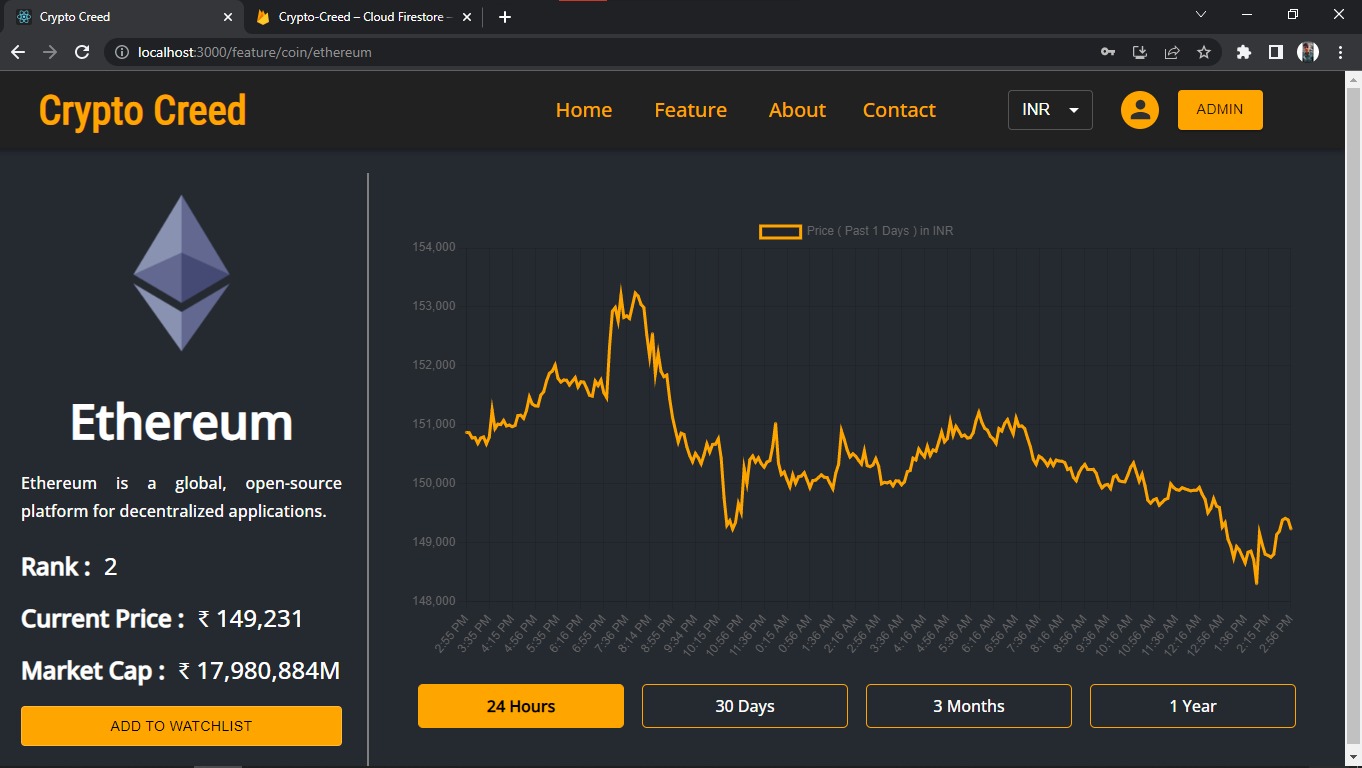 Crypto Creed
Crypto-Creed – Cloud Firestore –
localhost:3000/feature/coin/ethereum
Crypto Creed
Home Feature About Contact
INR
ADMIN
Ethereum
Ethereum is a global, open-source
platform for decentralized applications.
Rank : 2
Current Price : ₹ 149,231
Market Cap : ₹ 17,980,884M
ADD TO WATCHLIST
Price ( Past 1 Days ) in INR
154,000
153,000
152,000
151,000
150,000
149,000
148,000
2:55 PM
3:35 PM
4:15 PM
4:56 PM
5:35 PM
6:16 PM
6:55 PM
7:36 PM
8:14 PM
8:55 PM
9:34 PM
10:15 PM
10:56 PM
11:36 PM
0:15 AM
0:56 AM
1:36 AM
2:16 AM
2:56 AM
3:36 AM
4:16 AM
4:56 AM
5:36 AM
6:16 AM
6:56 AM
7:36 AM
8:16 AM
8:56 AM
9:36 AM
10:16 AM
10:56 AM
11:36 AM
12:16 AM
12:56 AM
1:36 PM
2:15 PM
2:56 PM
24 Hours
30 Days
3 Months
1 Year